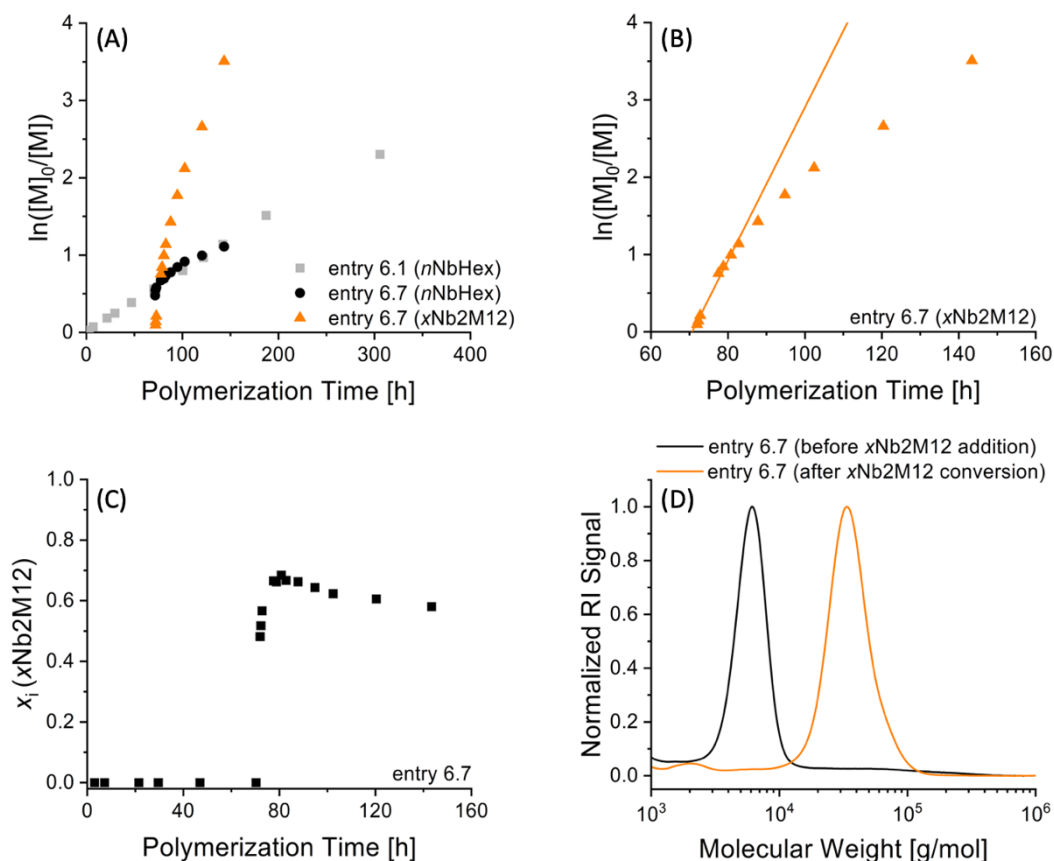 (A)
ln([M]₀/[M])
4
3
2
1
0
0
100
200
300
400
entry 6.1 (nNbHex)
entry 6.7 (nNbHex)
entry 6.7 (xNb2M12)
Polymerization Time [h]
(B)
ln([M]₀/[M])
4
3
2
1
0
60
80
100
120
140
160
entry 6.7 (xNb2M12)
Polymerization Time [h]
(C)
xᵢ (xNb2M12)
1.0
0.8
0.6
0.4
0.2
0.0
0
40
80
120
160
entry 6.7
Polymerization Time [h]
entry 6.7 (before xNb2M12 addition)
entry 6.7 (after xNb2M12 conversion)
(D)
Normalized RI Signal
1.0
0.8
0.6
0.4
0.2
0.0
10³
10⁴
10⁵
10⁶
Molecular Weight [g/mol]